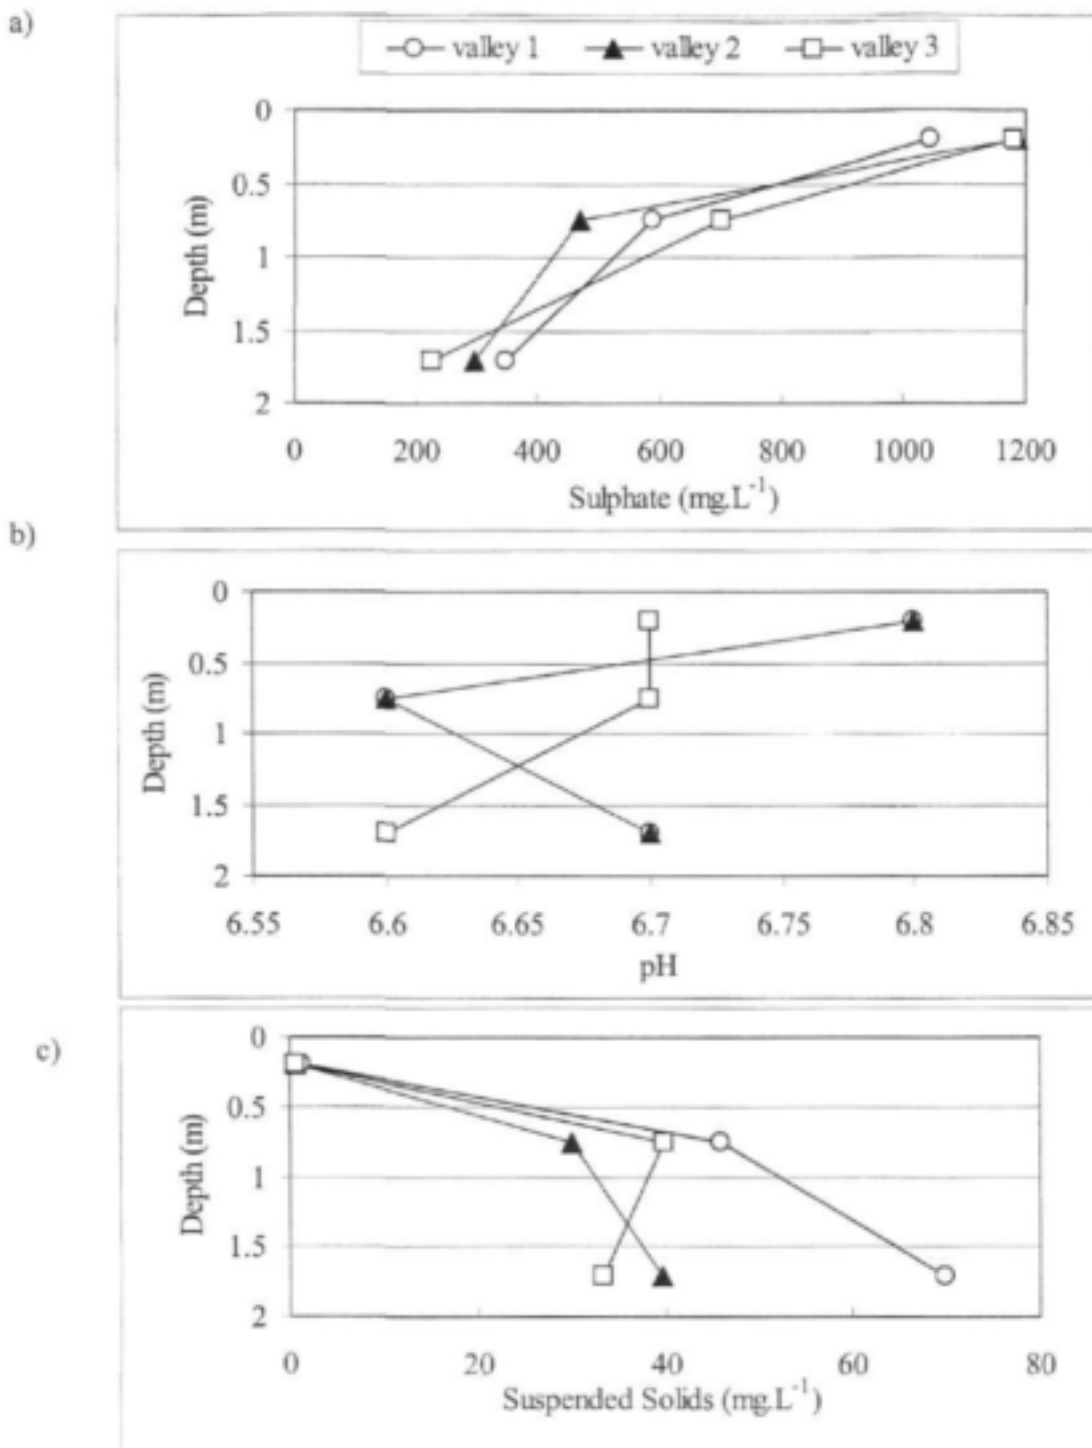 a)
valley 1 valley 2 valley 3
0
0.5
1
1.5
2
Depth (m)
0 200 400 600 800 1000 1200
Sulphate (mg.L-1)
b)
0
0.5
1
1.5
2
Depth (m)
6.55 6.6 6.65 6.7 6.75 6.8 6.85
pH
c)
0
0.5
1
1.5
2
Depth (m)
0 20 40 60 80
Suspended Solids (mg.L-1)